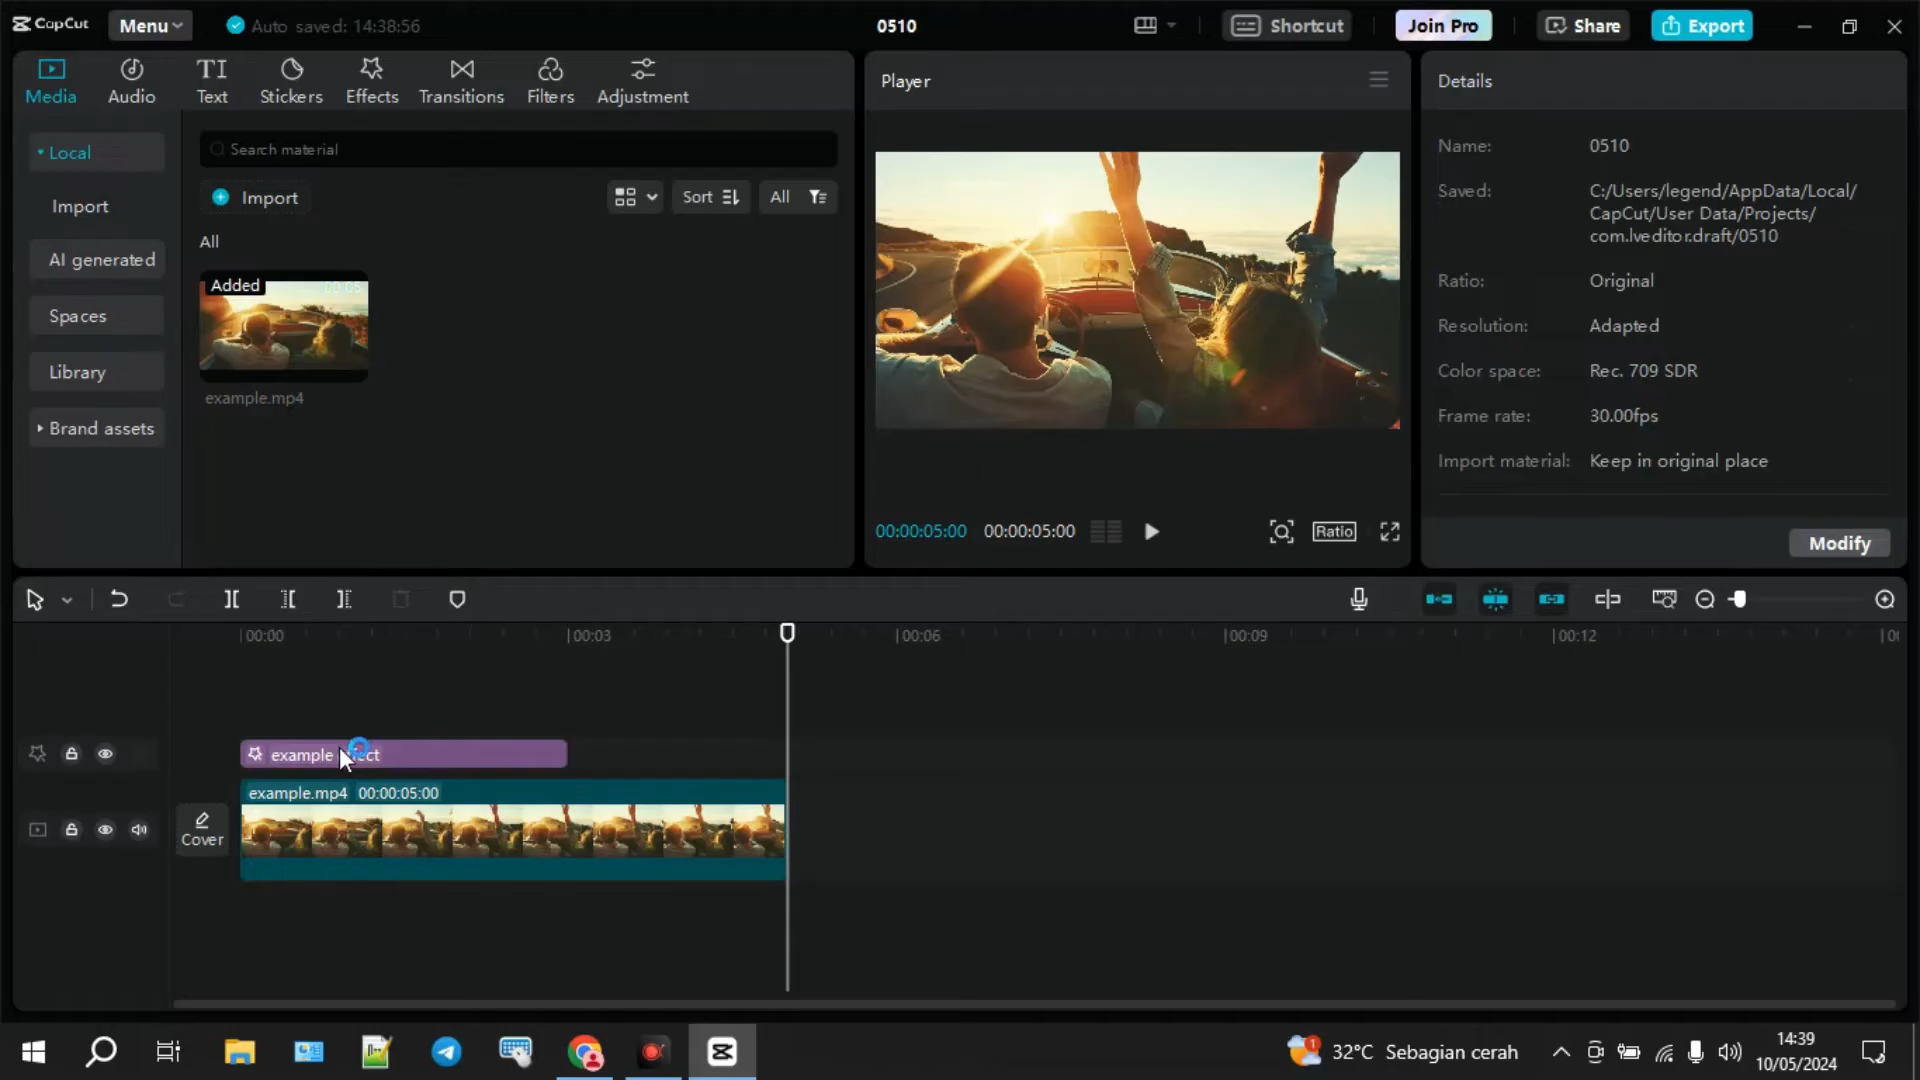 CapCut
Menu
Auto saved: 14:38:56
0510
Shortcut
Join Pro
Share
Export
Media
Audio
TI
Text
Stickers
Effects
Transitions
Filters
Adjustment
Local
Import
AI generated
Spaces
Library
Brand assets
Search material
Import
Sort
All
All
Added
example.mp4
Player
00:00:05:00
00:00:05:00
Ratio
Details
Name: 0510
Saved: C:/Users/legend/AppData/Local/
CapCut/User Data/Projects/
com.lveditor.draft/0510
Ratio: Original
Resolution: Adapted
Color space: Rec. 709 SDR
Frame rate: 30.00fps
Import material: Keep in original place
Modify
00:00
00:03
00:06
00:09
00:12
example
example.mp4 00:00:05:00
Cover
1
32°C Sebagian cerah
14:39
10/05/2024